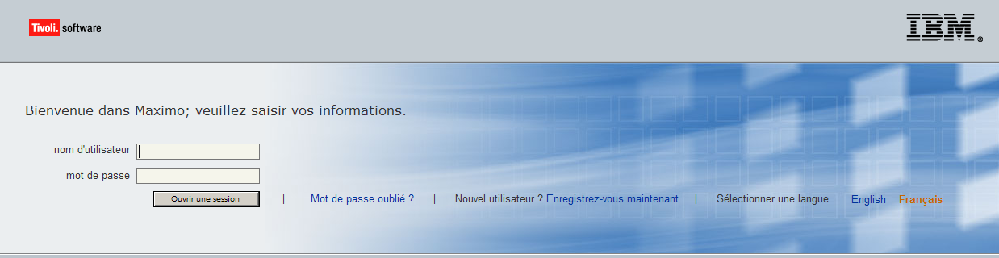 Tivoli. software
IBM®
Bienvenue dans Maximo; veuillez saisir vos informations.
nom d'utilisateur
mot de passe
Ouvrir une session | Mot de passe oublié ? | Nouvel utilisateur ? Enregistrez-vous maintenant | Sélectionner une langue English Français